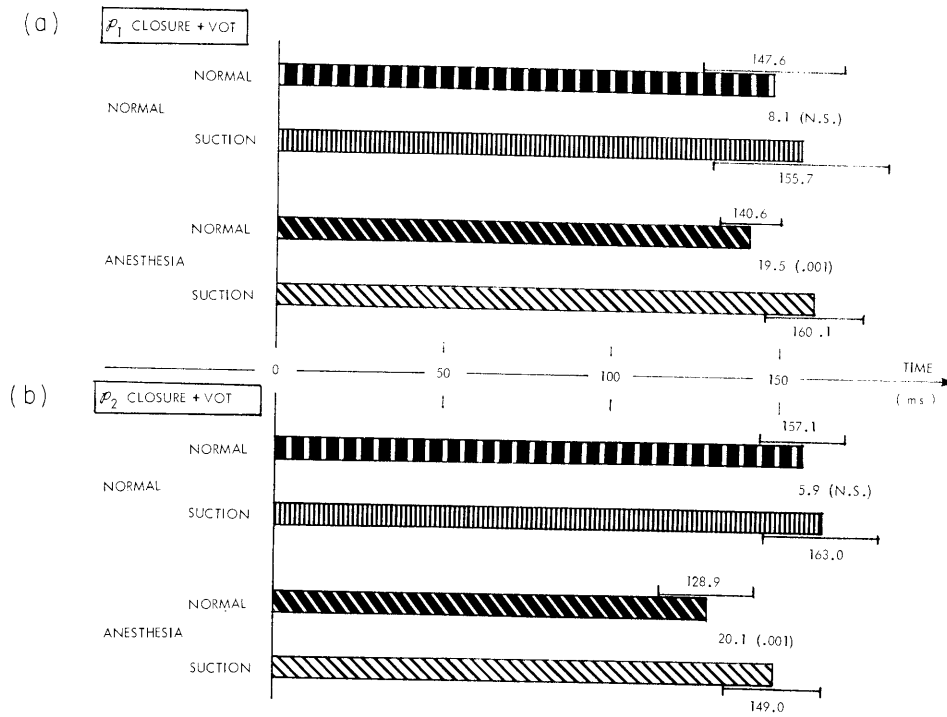 (a)
p₁ CLOSURE + VOT
147.6
NORMAL
8.1 (N.S.)
NORMAL
SUCTION
155.7
140.6
NORMAL
19.5 (.001)
ANESTHESIA
SUCTION
160.1
0 50 100 150 TIME
(ms)
(b)
p₂ CLOSURE + VOT
157.1
NORMAL
5.9 (N.S.)
NORMAL
SUCTION
163.0
128.9
NORMAL
20.1 (.001)
ANESTHESIA
SUCTION
149.0